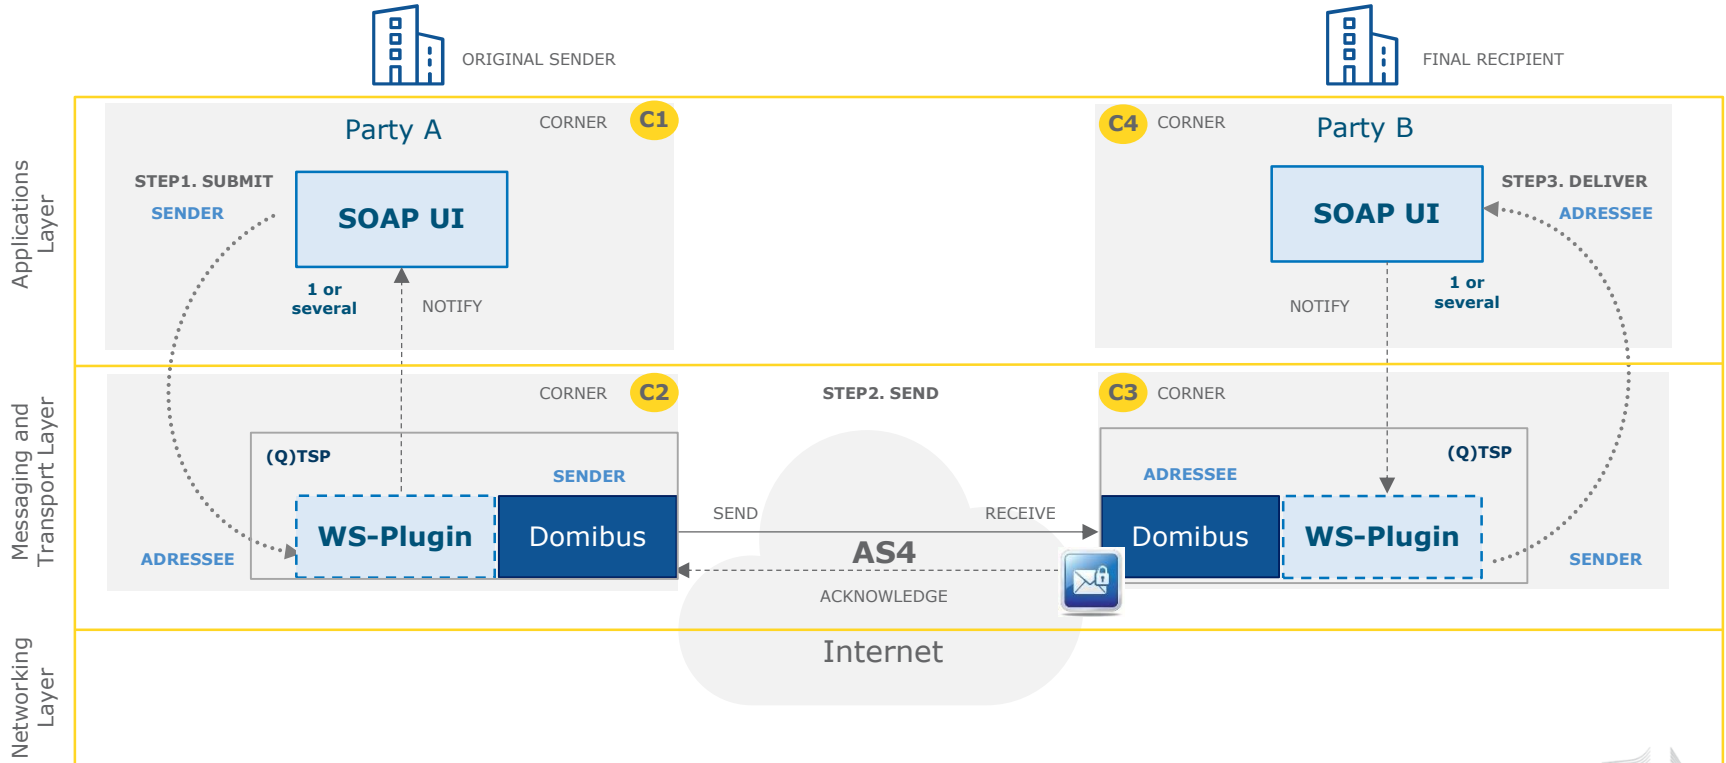 ORIGINAL SENDER
FINAL RECIPIENT
Applications
Layer
Party A
CORNER
C1
STEP1. SUBMIT
SENDER
SOAP UI
1 or
several
NOTIFY
C4
CORNER
Party B
SOAP UI
STEP3. DELIVER
ADRESSEE
NOTIFY
1 or
several
Messaging and
Transport Layer
CORNER
C2
(Q)TSP
SENDER
WS-Plugin
Domibus
ADRESSEE
STEP2. SEND
SEND
RECEIVE
AS4
ACKNOWLEDGE
Internet
C3
CORNER
(Q)TSP
ADRESSEE
Domibus
WS-Plugin
SENDER
Networking
Layer